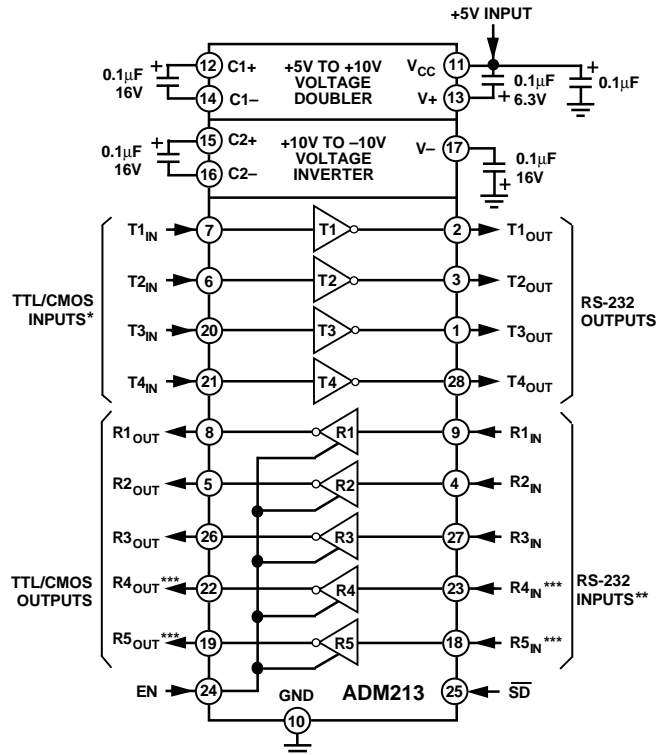 +5V INPUT
12 C1+ +5V TO +10V VCC 11
0.1μF 16V
VOLTAGE
14 C1– DOUBLER V+ 13
0.1μF 6.3V
0.1μF
15 C2+ +10V TO –10V V– 17
0.1μF 16V
VOLTAGE
16 C2– INVERTER
0.1μF 16V
T1IN 7 T1 2 T1OUT
T2IN 6 T2 3 T2OUT
TTL/CMOS INPUTS*
RS-232 OUTPUTS
T3IN 20 T3 1 T3OUT
T4IN 21 T4 28 T4OUT
R1OUT 8 R1 9 R1IN
R2OUT 5 R2 4 R2IN
R3OUT 26 R3 27 R3IN
TTL/CMOS OUTPUTS
RS-232 INPUTS**
R4OUT*** 22 R4 23 R4IN***
R5OUT*** 19 R5 18 R5IN***
EN 24 GND ADM213 25 SD
10
+
+
+
+
+